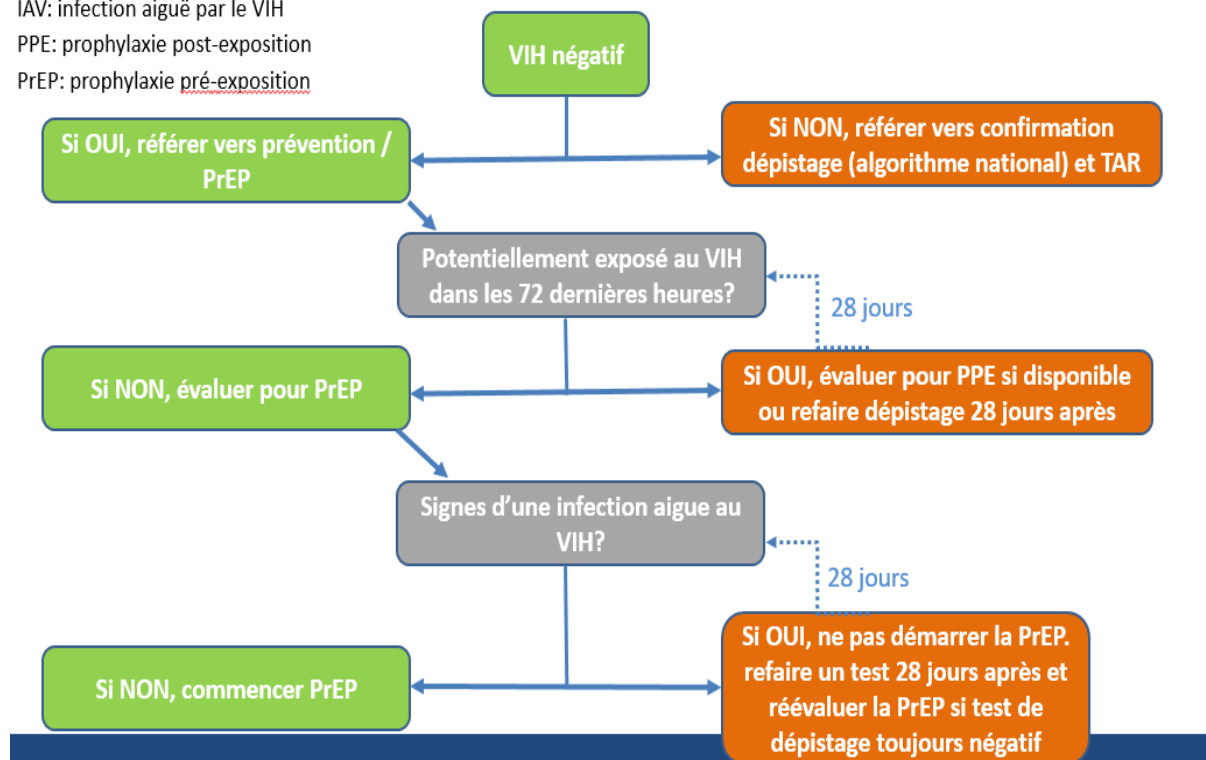 IAV: infection aiguë par le VIH
PPE: prophylaxie post-exposition
PrEP: prophylaxie pré-exposition
VIH négatif
Si OUI, référer vers prévention /
PrEP
Si NON, référer vers confirmation
dépistage (algorithme national) et TAR
Potentiellement exposé au VIH
dans les 72 dernières heures?
28 jours
Si NON, évaluer pour PrEP
Si OUI, évaluer pour PPE si disponible
ou refaire dépistage 28 jours après
Signes d’une infection aigue au
VIH?
28 jours
Si NON, commencer PrEP
Si OUI, ne pas démarrer la PrEP.
refaire un test 28 jours après et
réévaluer la PrEP si test de
dépistage toujours négatif